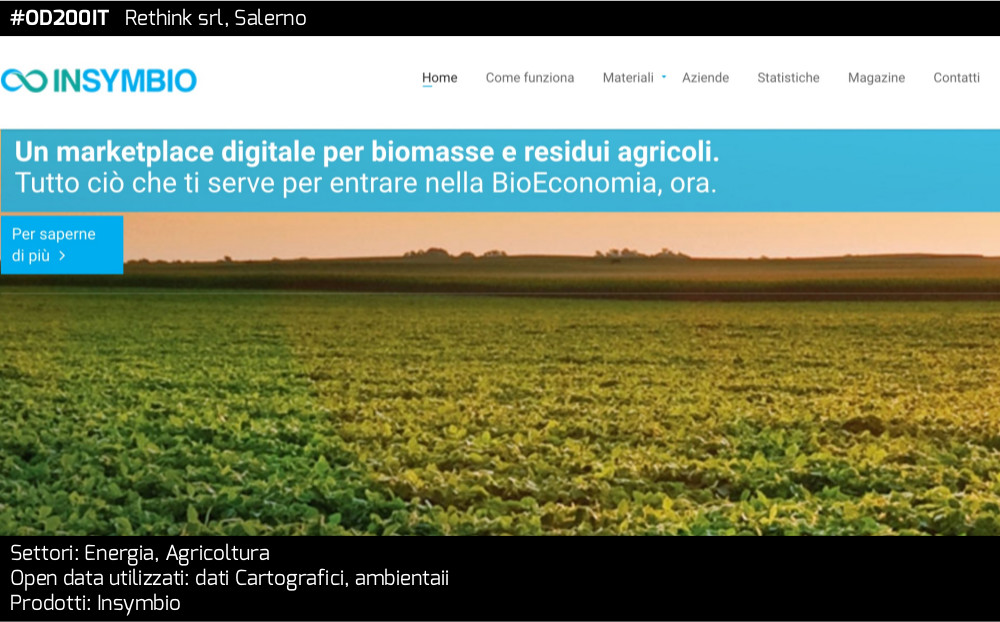 #OD200IT Rethink srl, Salerno
INSYMBIO
Home Come funziona Materiali Aziende Statistiche Magazine Contatti
Un marketplace digitale per biomasse e residui agricoli.
Tutto ciò che ti serve per entrare nella BioEconomia, ora.
Per saperne
di più >
Settori: Energia, Agricoltura
Open data utilizzati: dati Cartografici, ambientaii
Prodotti: Insymbio